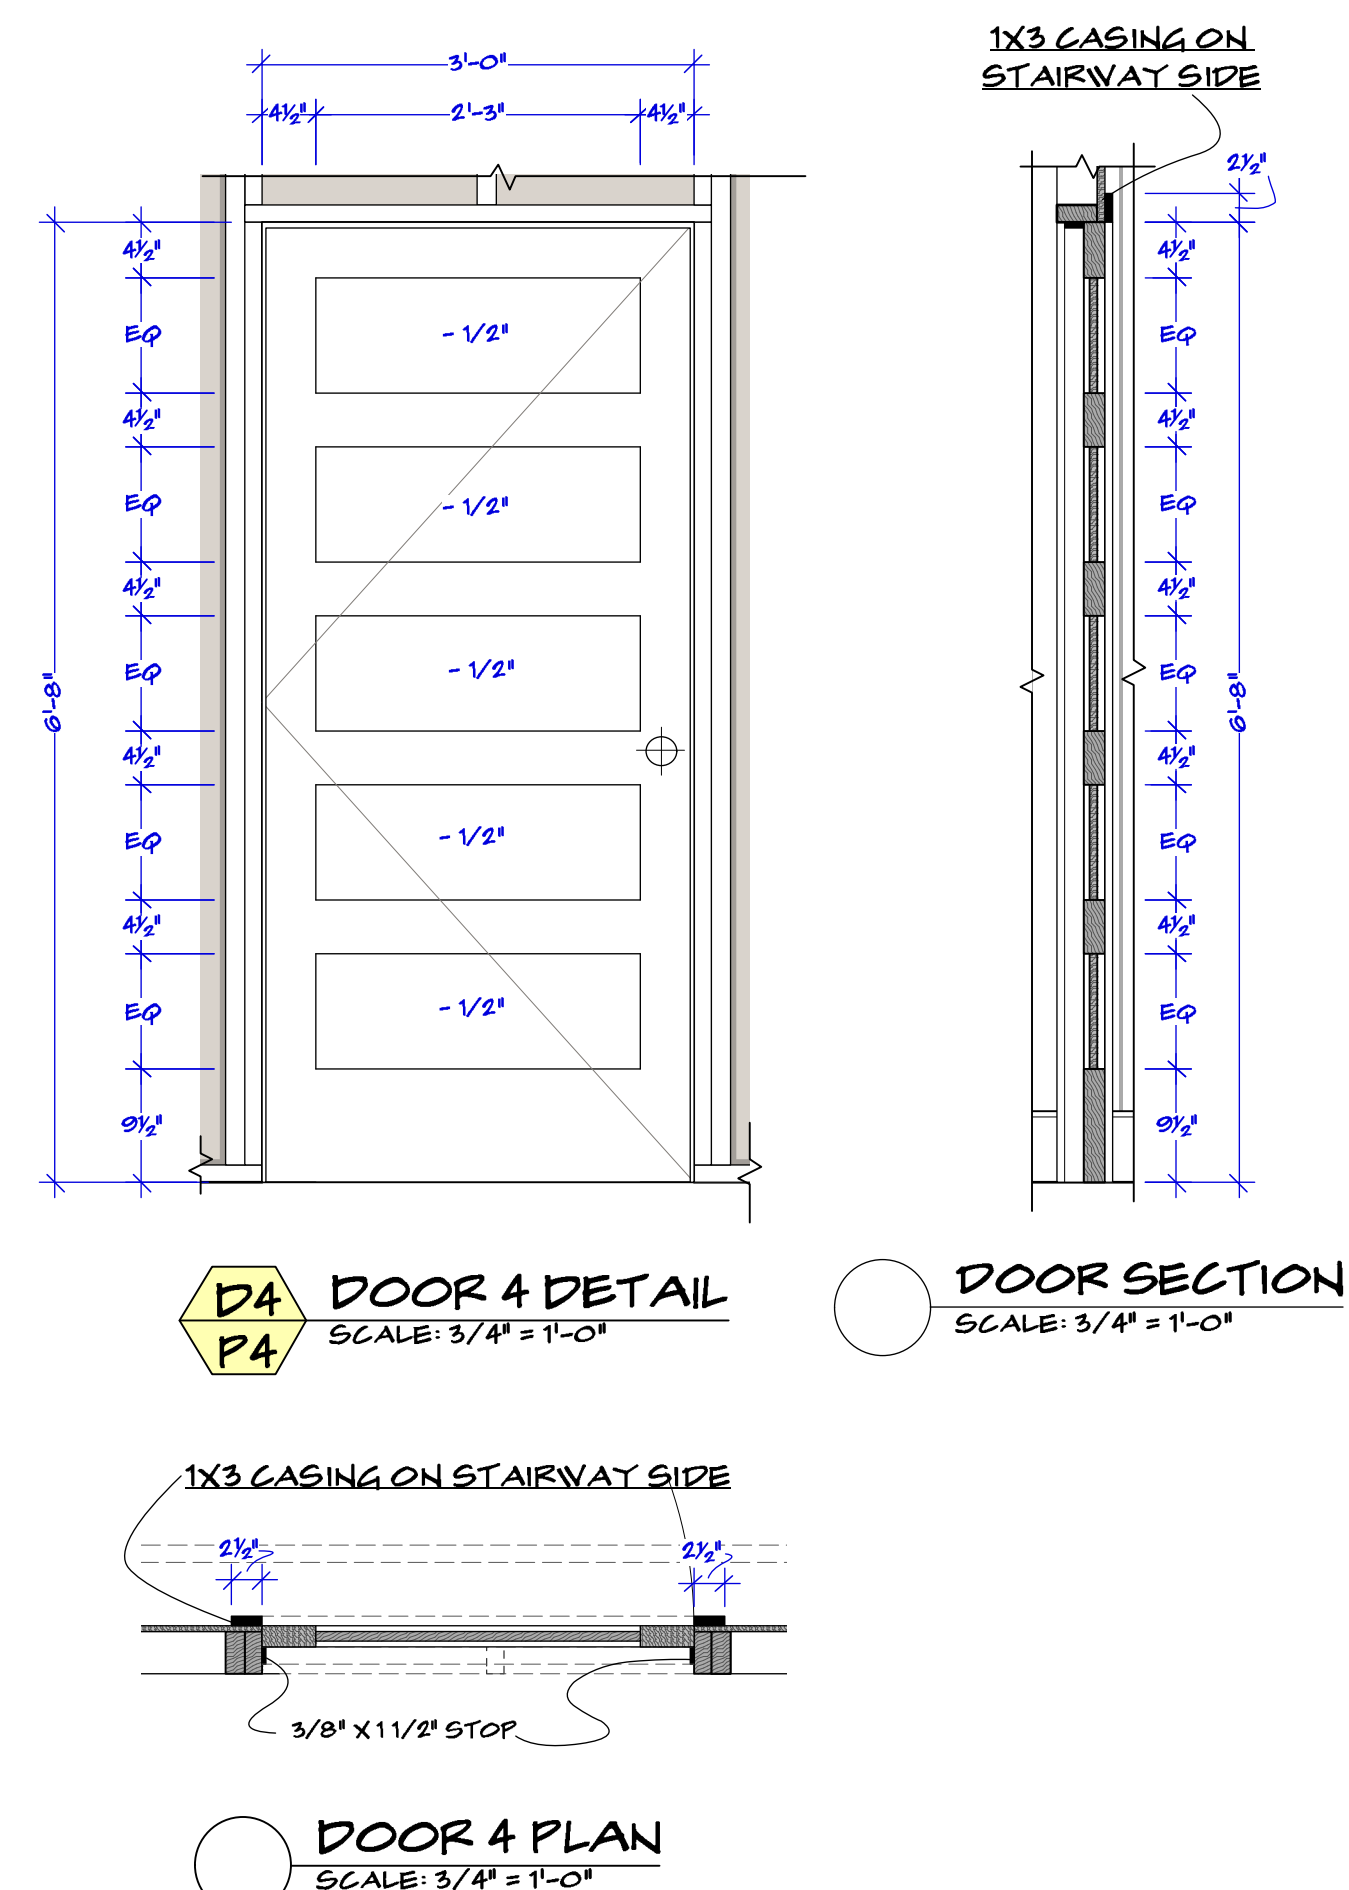 1X3 CASING ON
STAIRWAY SIDE
3'-0"
4½" 2'-3" 4½"
2½"
4½"
EQ
4½"
EQ
4½"
EQ
4½"
EQ
4½"
EQ
9½"
6'-8"
- 1/2"
- 1/2"
- 1/2"
- 1/2"
- 1/2"
4½"
EQ
4½"
EQ
4½"
EQ
4½"
EQ
4½"
EQ
9½"
6'-8"
D4
P4
DOOR 4 DETAIL
SCALE: 3/4" = 1'-0"
DOOR SECTION
SCALE: 3/4" = 1'-0"
1X3 CASING ON STAIRWAY SIDE
2½" 2½"
3/8" X 1 1/2" STOP
DOOR 4 PLAN
SCALE: 3/4" = 1'-0"